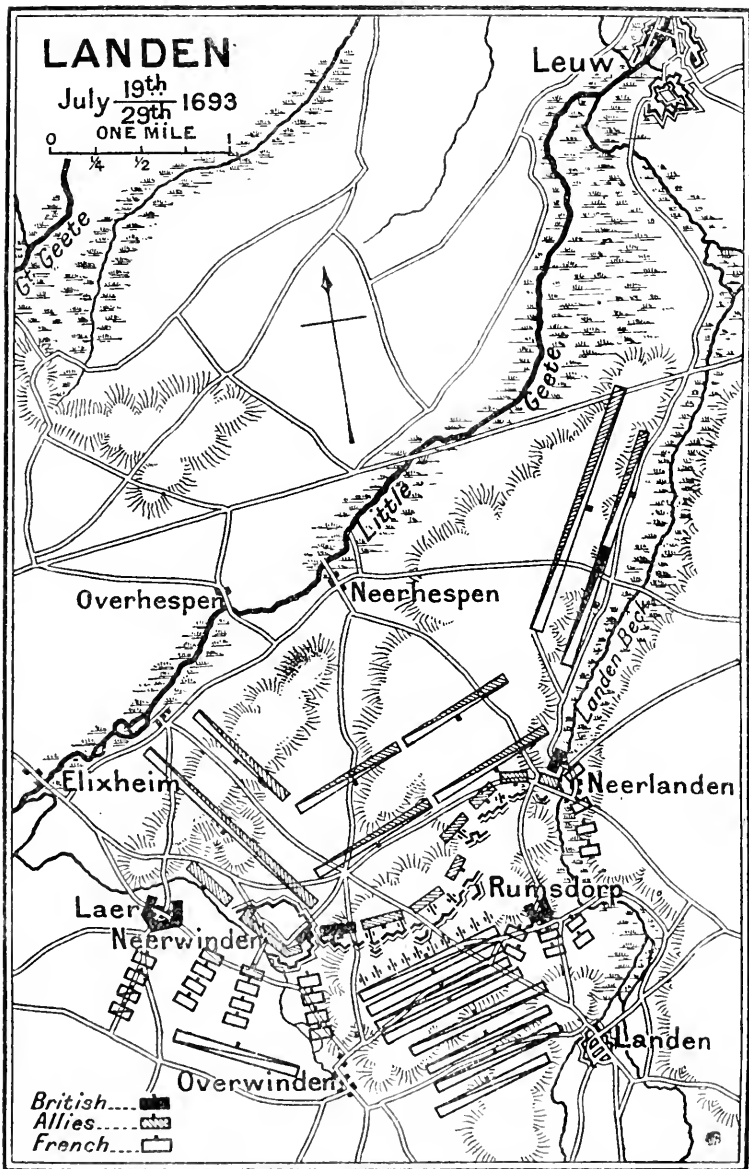 LANDEN
July 19th/29th 1693
ONE MILE
0 ¼ ½ 1
Leuw
Gt. Geete
Geete
Little
Overhespen
Neerhespen
Landen Beck
Elixheim
Neerlanden
Laer
Rumsdorp
Neerwinden
Landen
Overwinden
British....
Allies.....
French....